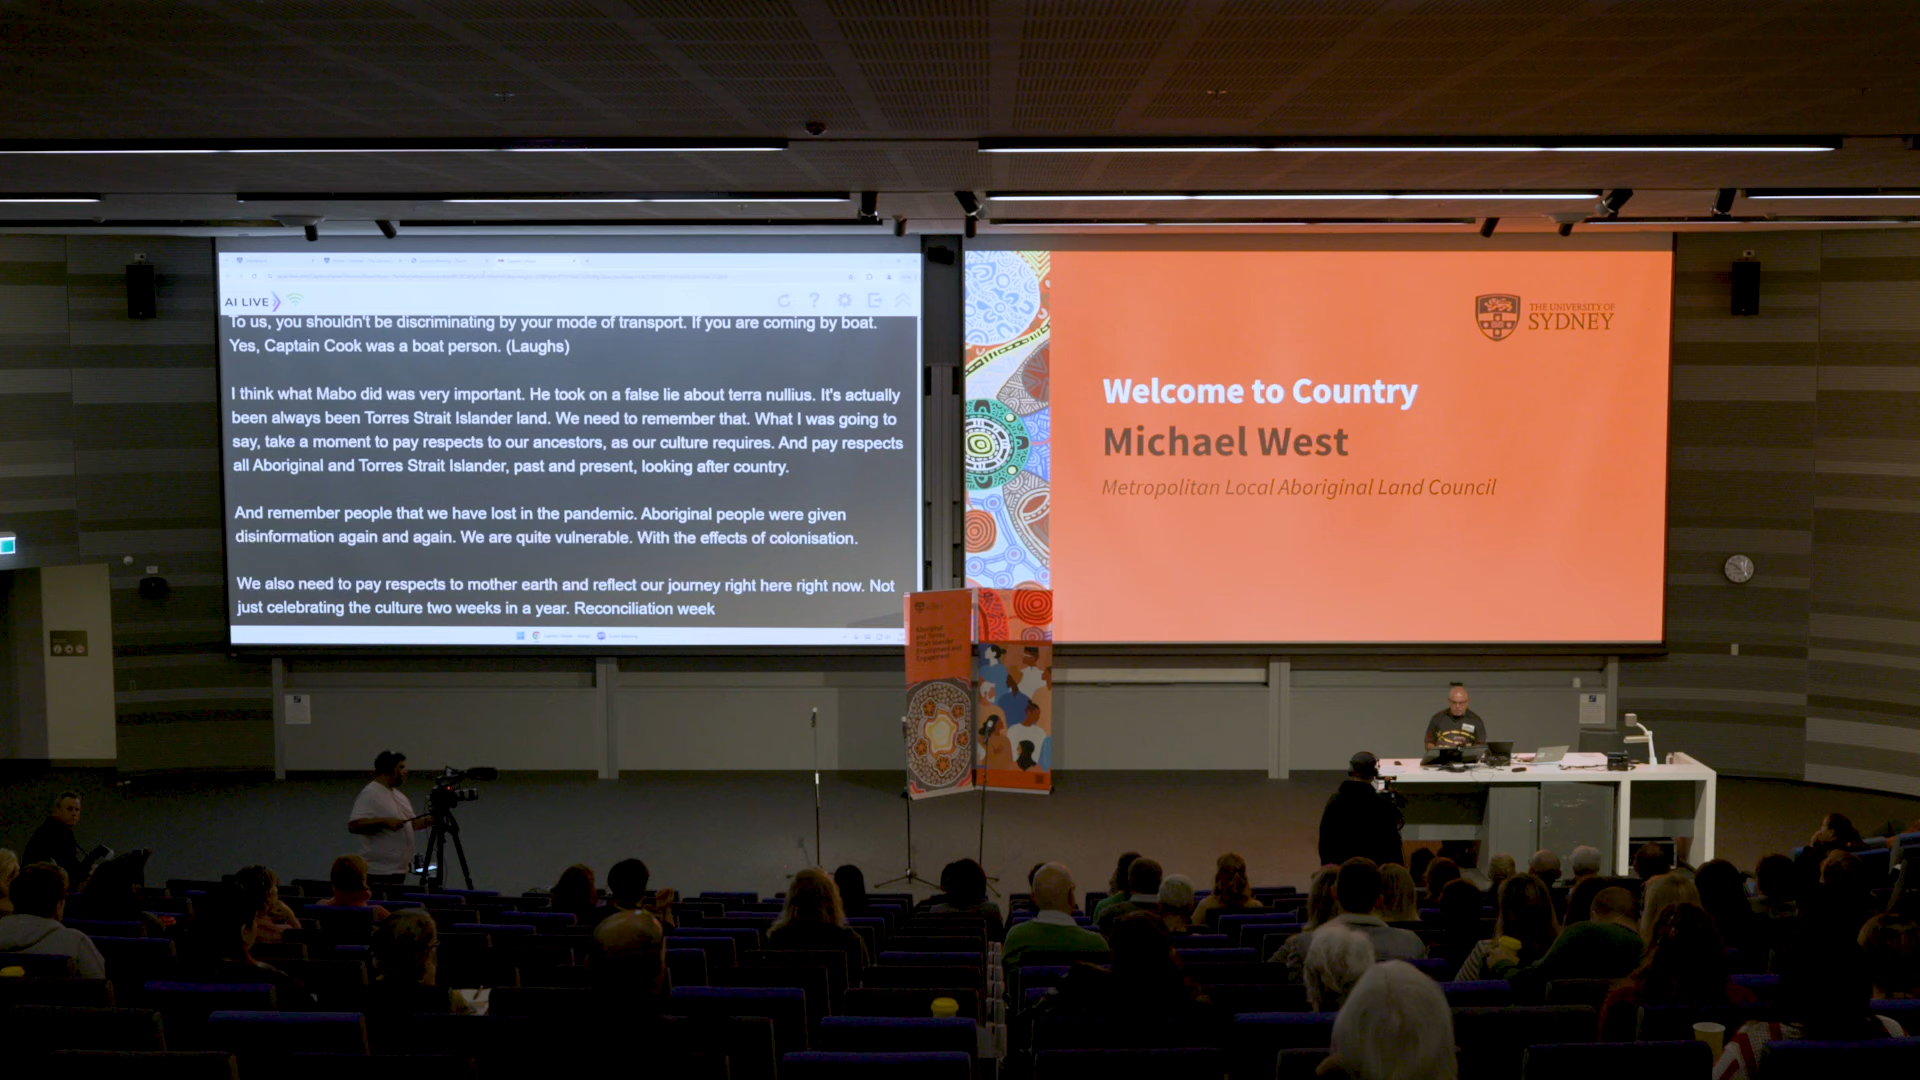 AI LIVE
To us, you shouldn't be discriminating by your mode of transport. If you are coming by boat.
Yes, Captain Cook was a boat person. (Laughs)
I think what Mabo did was very important. He took on a false lie about terra nullius. It's actually
been always been Torres Strait Islander land. We need to remember that. What I was going to
say, take a moment to pay respects to our ancestors, as our culture requires. And pay respects
all Aboriginal and Torres Strait Islander, past and present, looking after country.
And remember people that we have lost in the pandemic. Aboriginal people were given
disinformation again and again. We are quite vulnerable. With the effects of colonisation.
We also need to pay respects to mother earth and reflect our journey right here right now. Not
just celebrating the culture two weeks in a year. Reconciliation week
THE UNIVERSITY OF
SYDNEY
Welcome to Country
Michael West
Metropolitan Local Aboriginal Land Council
Aboriginal
and Torres
Strait Islander
Employment and
Engagement